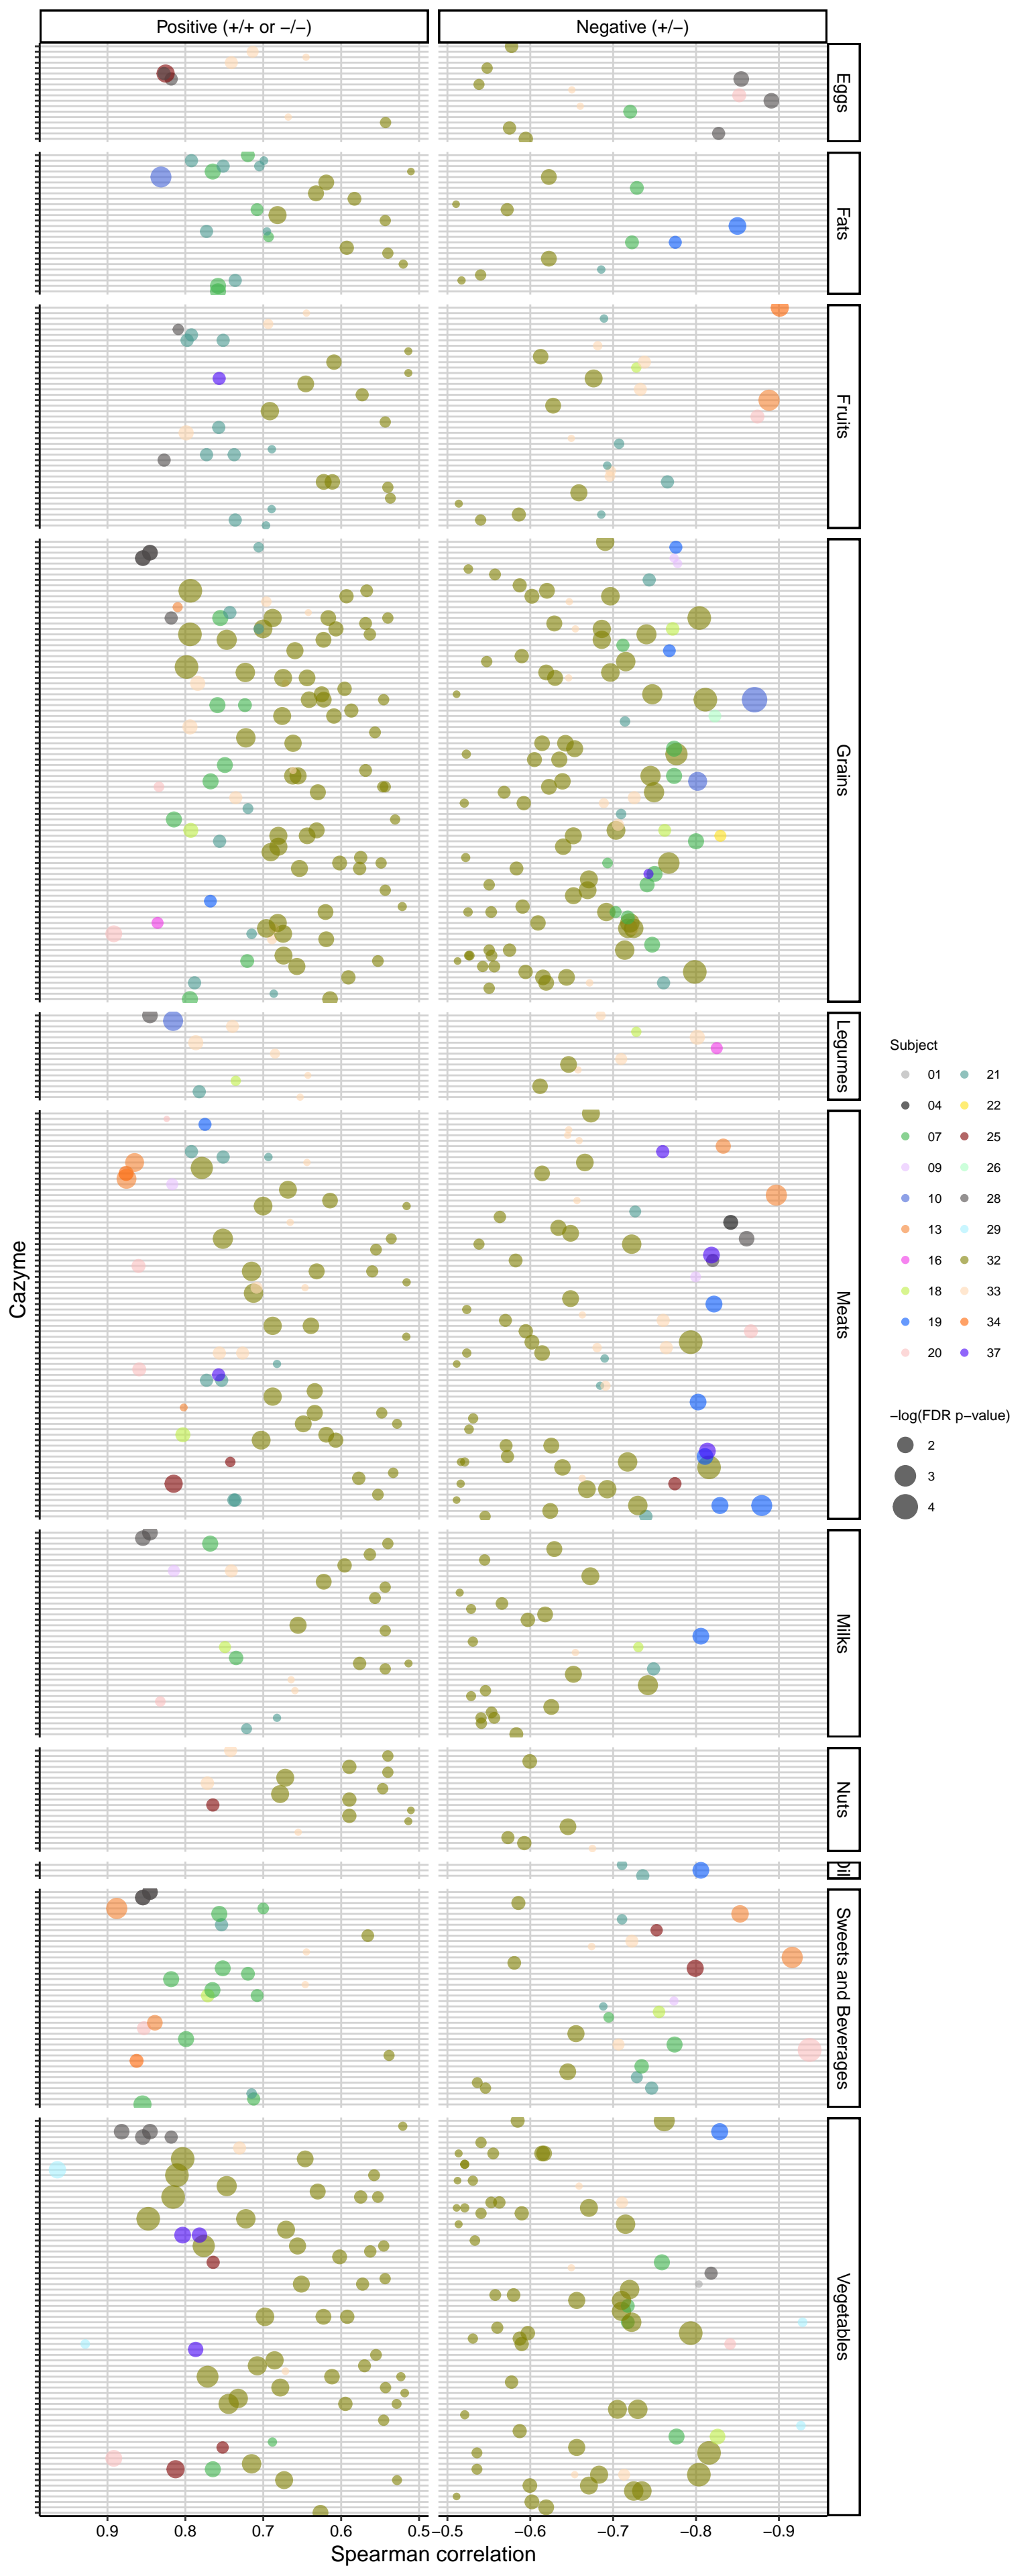 Positive (+/+ or −/−)
Negative (+/−)
Eggs
Fats
Fruits
Grains
Legumes
Meats
Milks
Nuts
Oil
Sweets and Beverages
Vegetables
Cazyme
0.9 0.8 0.7 0.6 0.5 −0.5 −0.6 −0.7 −0.8 −0.9
Spearman correlation
Subject
01 21
04 22
07 25
09 26
10 28
13 29
16 32
18 33
19 34
20 37
−log(FDR p−value)
2
3
4